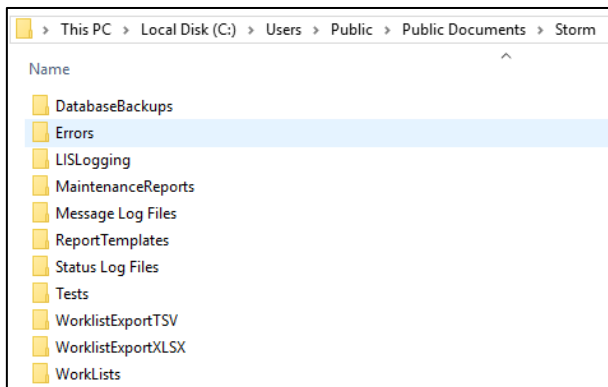 This PC > Local Disk (C:) > Users > Public > Public Documents > Storm
Name
DatabaseBackups
Errors
LISLogging
MaintenanceReports
Message Log Files
ReportTemplates
Status Log Files
Tests
WorklistExportTSV
WorklistExportXLSX
WorkLists